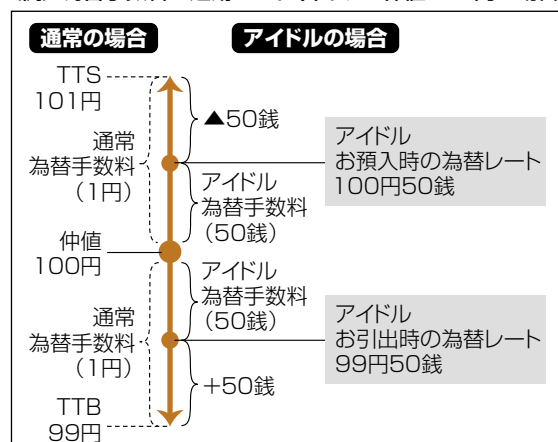 通常の場合
アイドルの場合
TTS
101円
▲50銭
通常
為替手数料
（1円）
アイドル
お預入時の為替レート
100円50銭
アイドル
為替手数料
（50銭）
仲値
100円
アイドル
為替手数料
（50銭）
通常
為替手数料
（1円）
アイドル
お引出時の為替レート
99円50銭
+50銭
TTB
99円